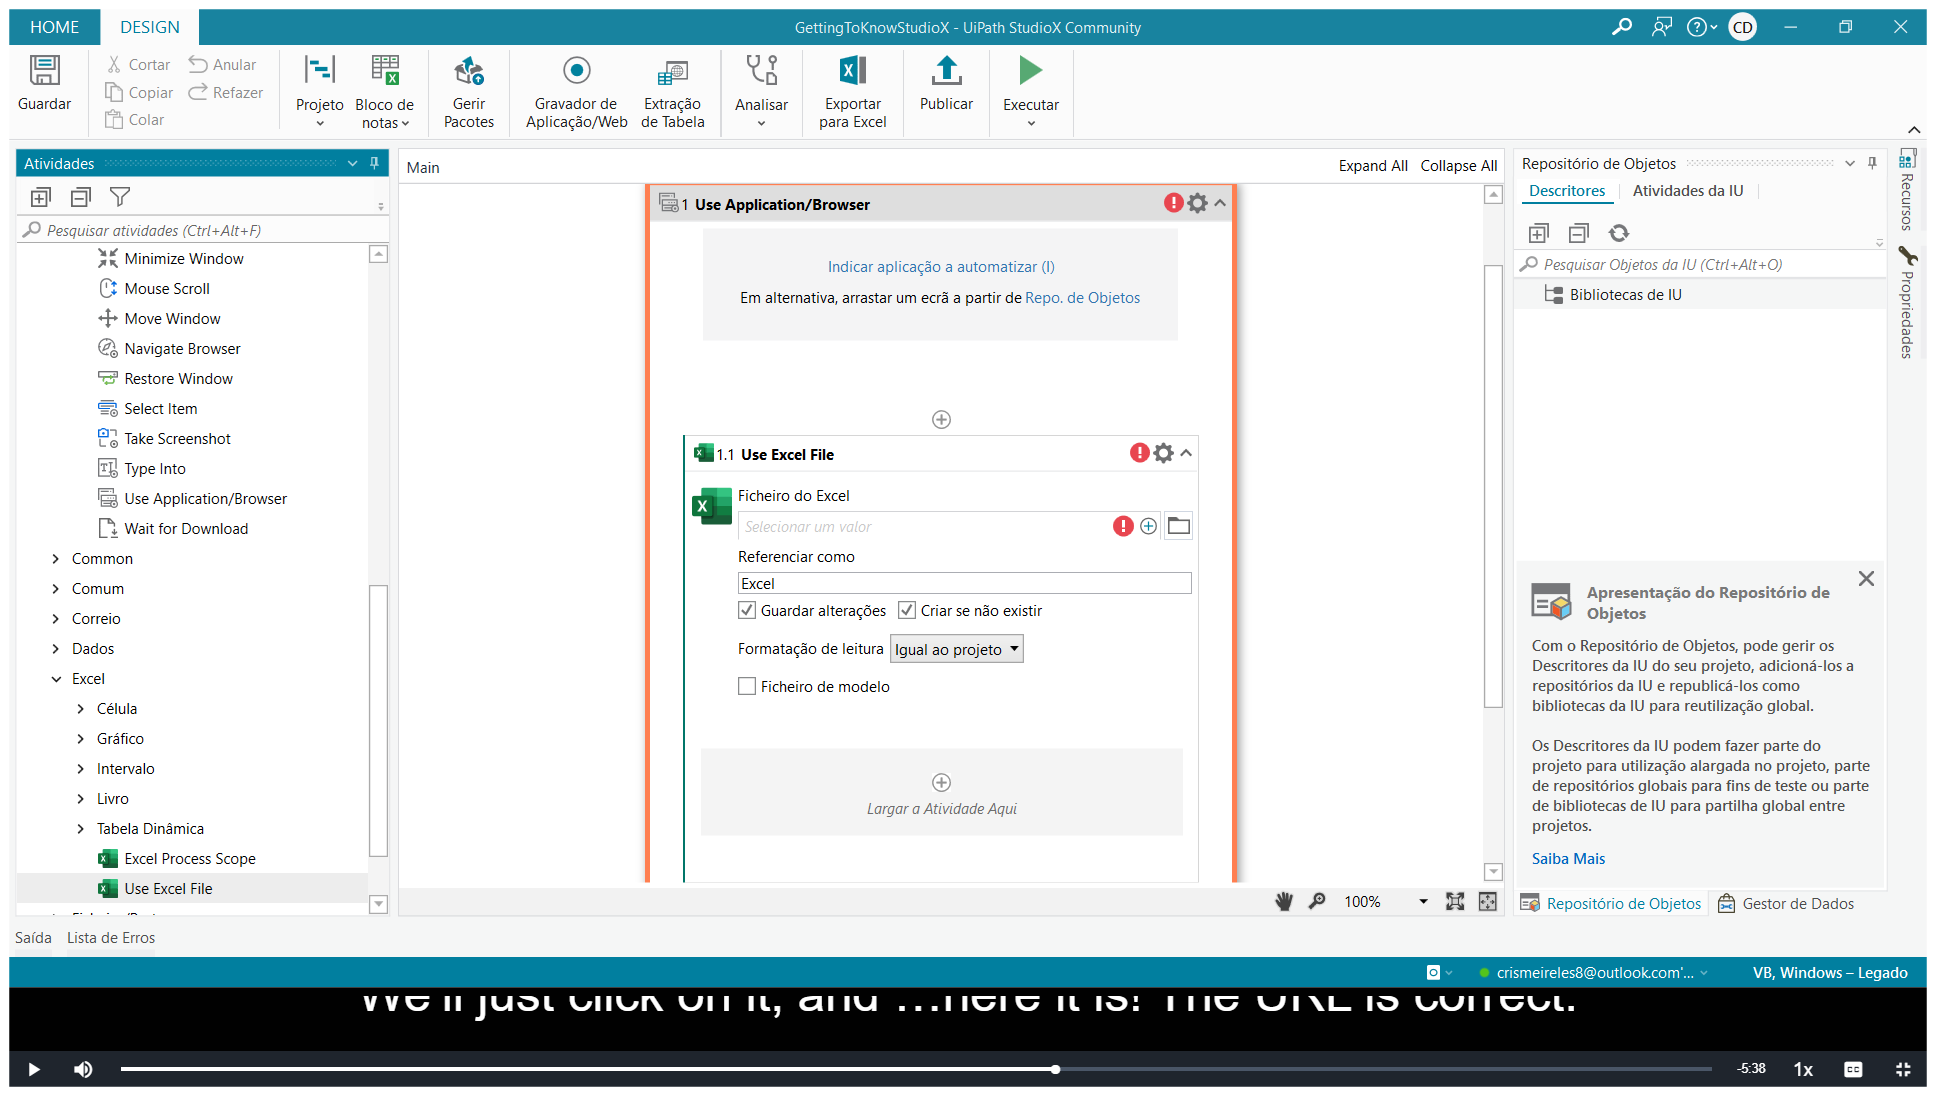 HOME
DESIGN
GettingToKnowStudioX - UiPath StudioX Community
CD
Guardar
Cortar
Copiar
Colar
Anular
Refazer
Projeto
Bloco de
notas
Gerir
Pacotes
Gravador de
Aplicação/Web
Extração
de Tabela
Analisar
Exportar
para Excel
Publicar
Executar
Atividades
Pesquisar atividades (Ctrl+Alt+F)
Minimize Window
Mouse Scroll
Move Window
Navigate Browser
Restore Window
Select Item
Take Screenshot
Type Into
Use Application/Browser
Wait for Download
Common
Comum
Correio
Dados
Excel
Célula
Gráfico
Intervalo
Livro
Tabela Dinâmica
Excel Process Scope
Use Excel File
Main
Expand All
Collapse All
1 Use Application/Browser
Indicar aplicação a automatizar (I)
Em alternativa, arrastar um ecrã a partir de Repo. de Objetos
1.1 Use Excel File
Ficheiro do Excel
Selecionar um valor
Referenciar como
Excel
Guardar alterações
Criar se não existir
Formatação de leitura
Igual ao projeto
Ficheiro de modelo
Largar a Atividade Aqui
100%
Repositório de Objetos
Descritores
Atividades da IU
Pesquisar Objetos da IU (Ctrl+Alt+O)
Bibliotecas de IU
Apresentação do Repositório de
Objetos
Com o Repositório de Objetos, pode gerir os
Descritores da IU do seu projeto, adicioná-los a
repositórios da IU e republicá-los como
bibliotecas da IU para reutilização global.
Os Descritores da IU podem fazer parte do
projeto para utilização alargada no projeto, parte
de repositórios globais para fins de teste ou parte
de bibliotecas de IU para partilha global entre
projetos.
Saiba Mais
Repositório de Objetos
Gestor de Dados
Recursos
Propriedades
Saída
Lista de Erros
crismeireles8@outlook.com'...
VB, Windows – Legado
We'll just click on it, and ...here it is! The URL is correct.
-5:38
1x
CC